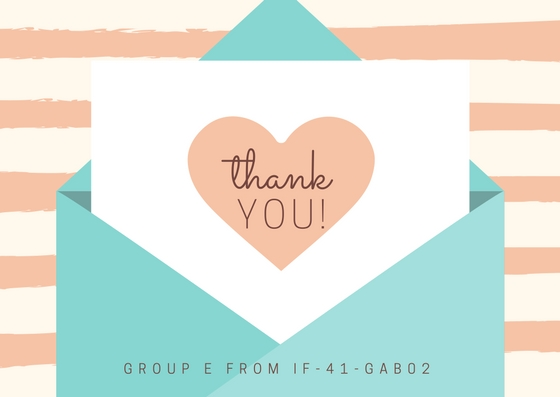 thank
YOU!
GROUP E FROM IF-41-GAB02